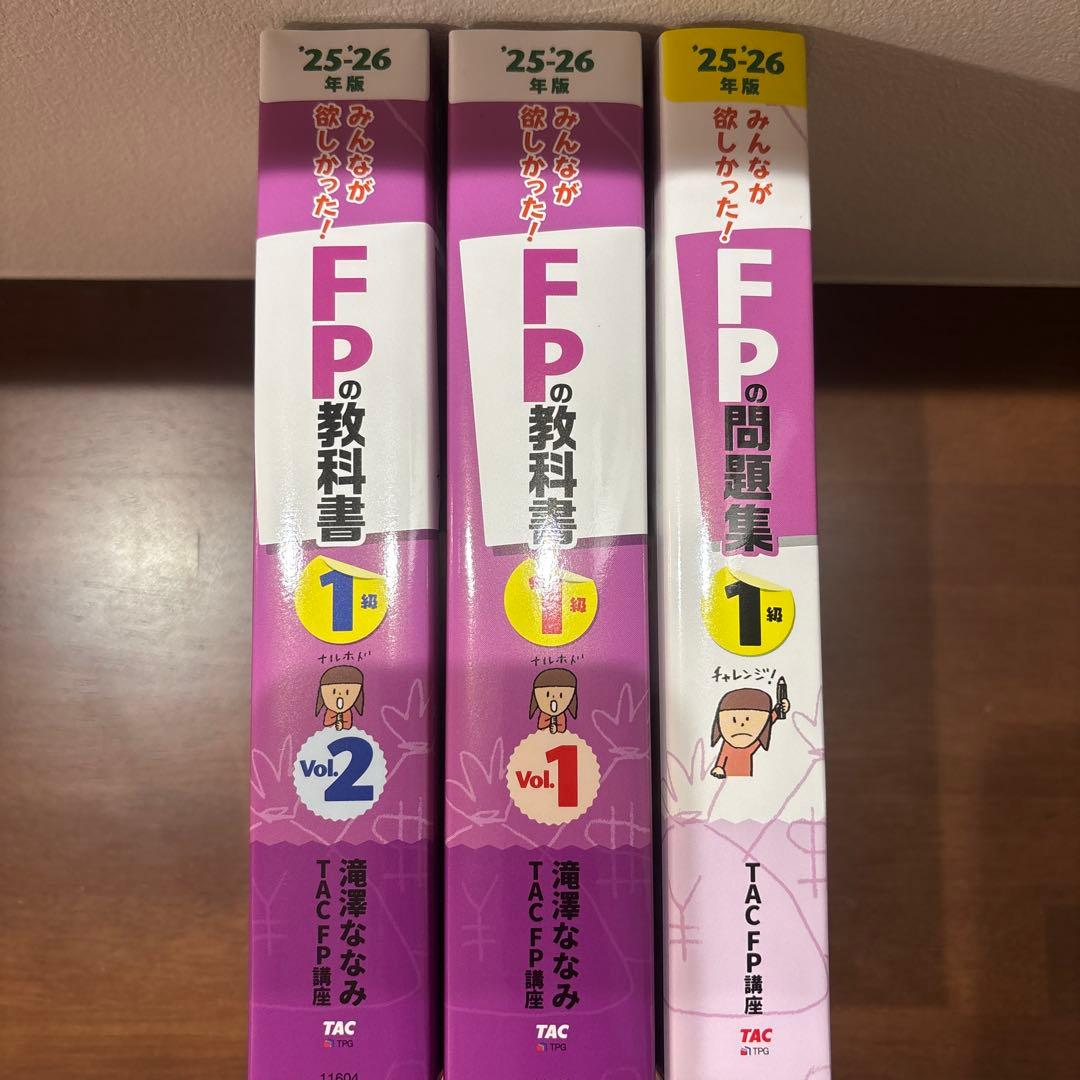 '25-'26
年版
みんなが
欲しかった!
FPの教科書
1級
ナルホド
Vol.2
滝澤ななみ
TAC FP講座
TAC
TPG
11604
'25-'26
年版
みんなが
欲しかった!
FPの教科書
1級
ナルホド
Vol.1
滝澤ななみ
TAC FP講座
TAC
TPG
'25-'26
年版
みんなが
欲しかった!
FPの問題集
1級
チャレンジ!
TAC FP講座
TAC
TPG